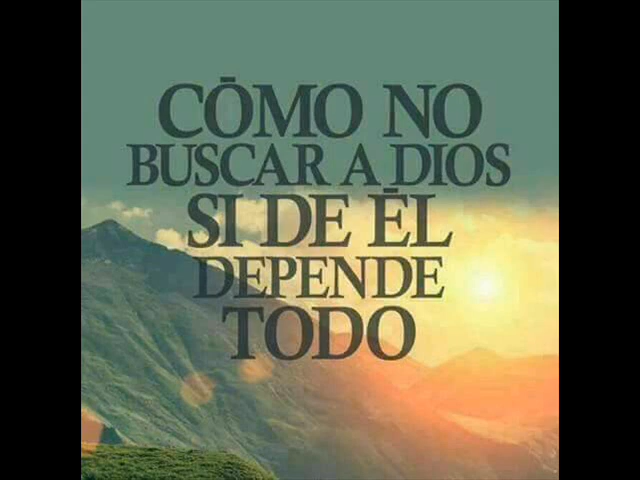 CŌMO NO
BUSCAR A DIOS
SI DE ĒL
DEPENDE
TODO